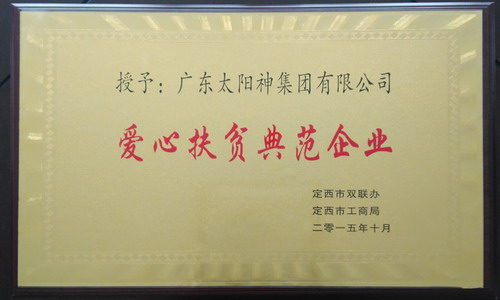 授予：广东太阳神集团有限公司
爱心扶贫典范企业
定西市双联办
定西市工商局
二零一五年十月